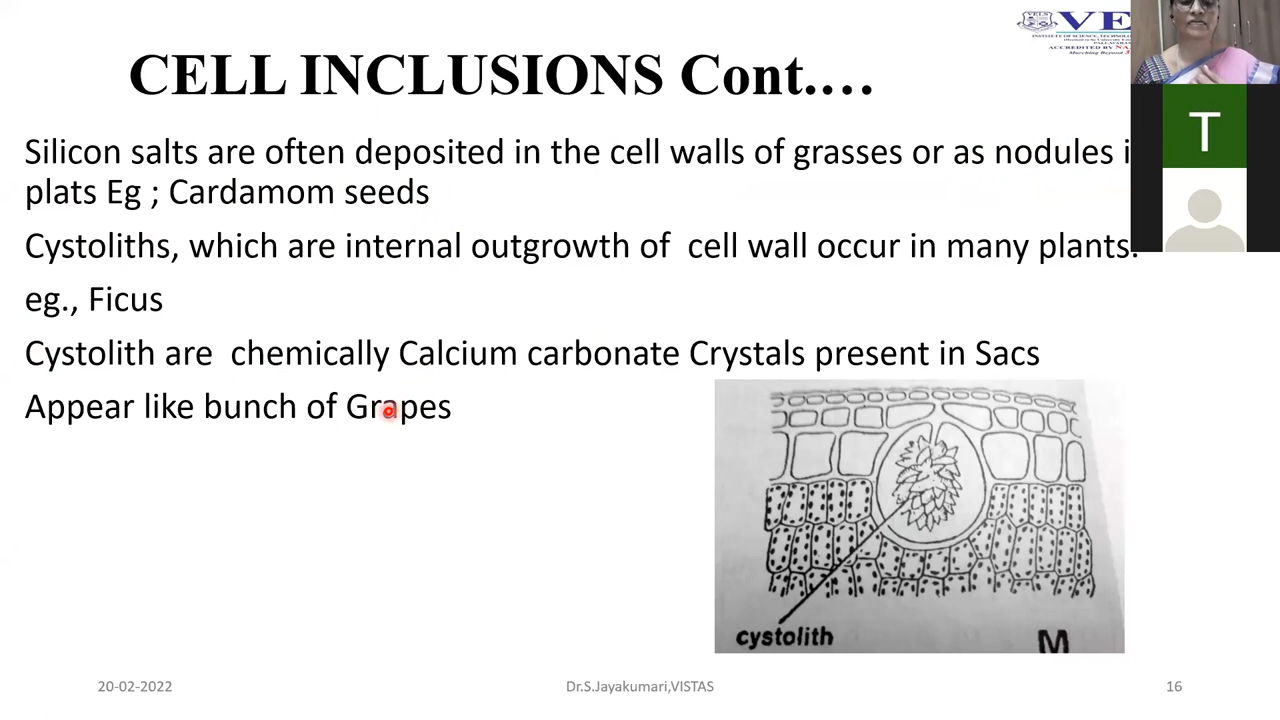 VE
CELL INCLUSIONS Cont.…
Silicon salts are often deposited in the cell walls of grasses or as nodules i
plats Eg ; Cardamom seeds
T
Cystoliths, which are internal outgrowth of cell wall occur in many plants.
eg., Ficus
Cystolith are chemically Calcium carbonate Crystals present in Sacs
Appear like bunch of Grapes
cystolith
M
20-02-2022
Dr.S.Jayakumari,VISTAS
16